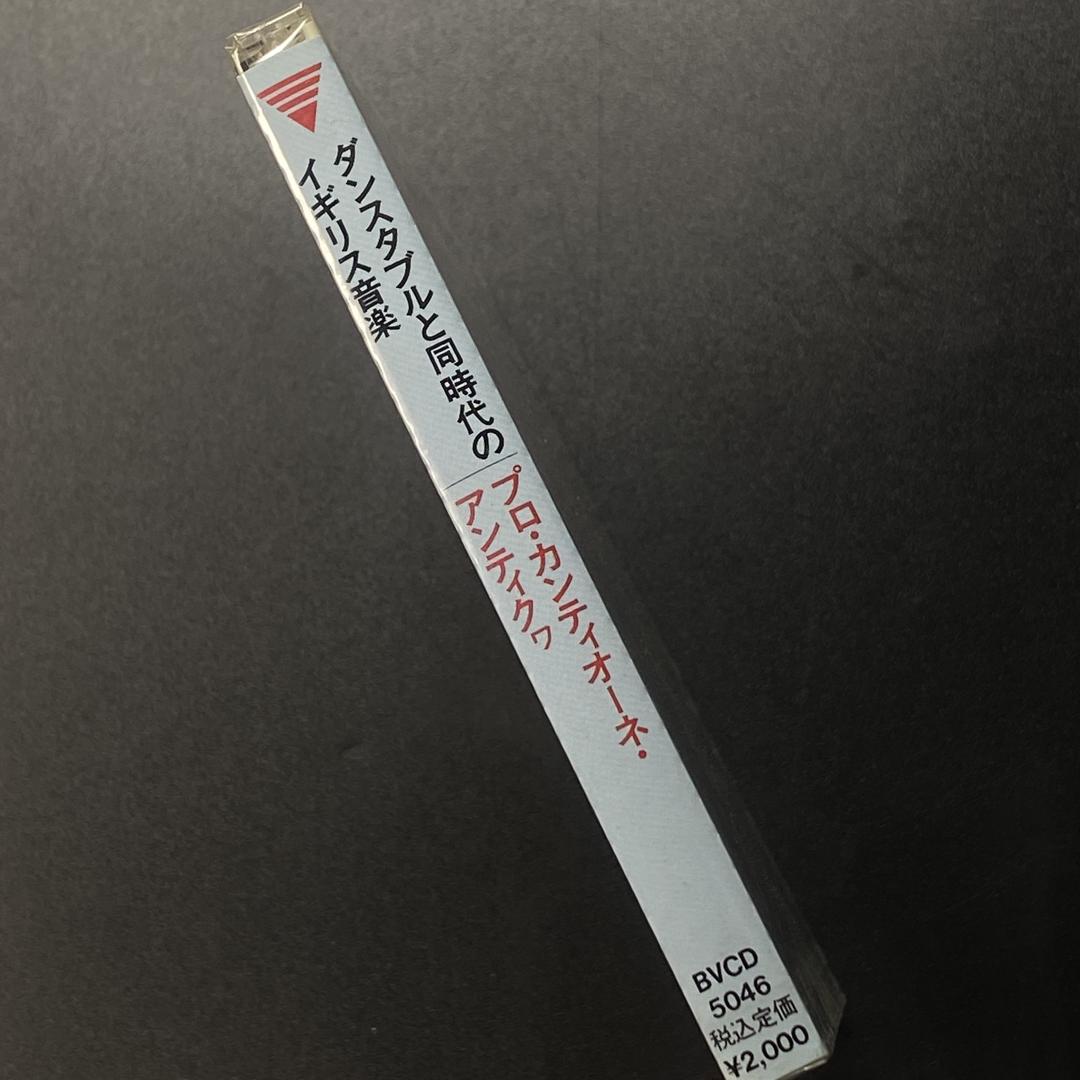 ダンスタブルと同時代の
イギリス音楽
プロ・カンティオーネ・
アンティクヮ
BVCD
5046
税込定価
¥2,000